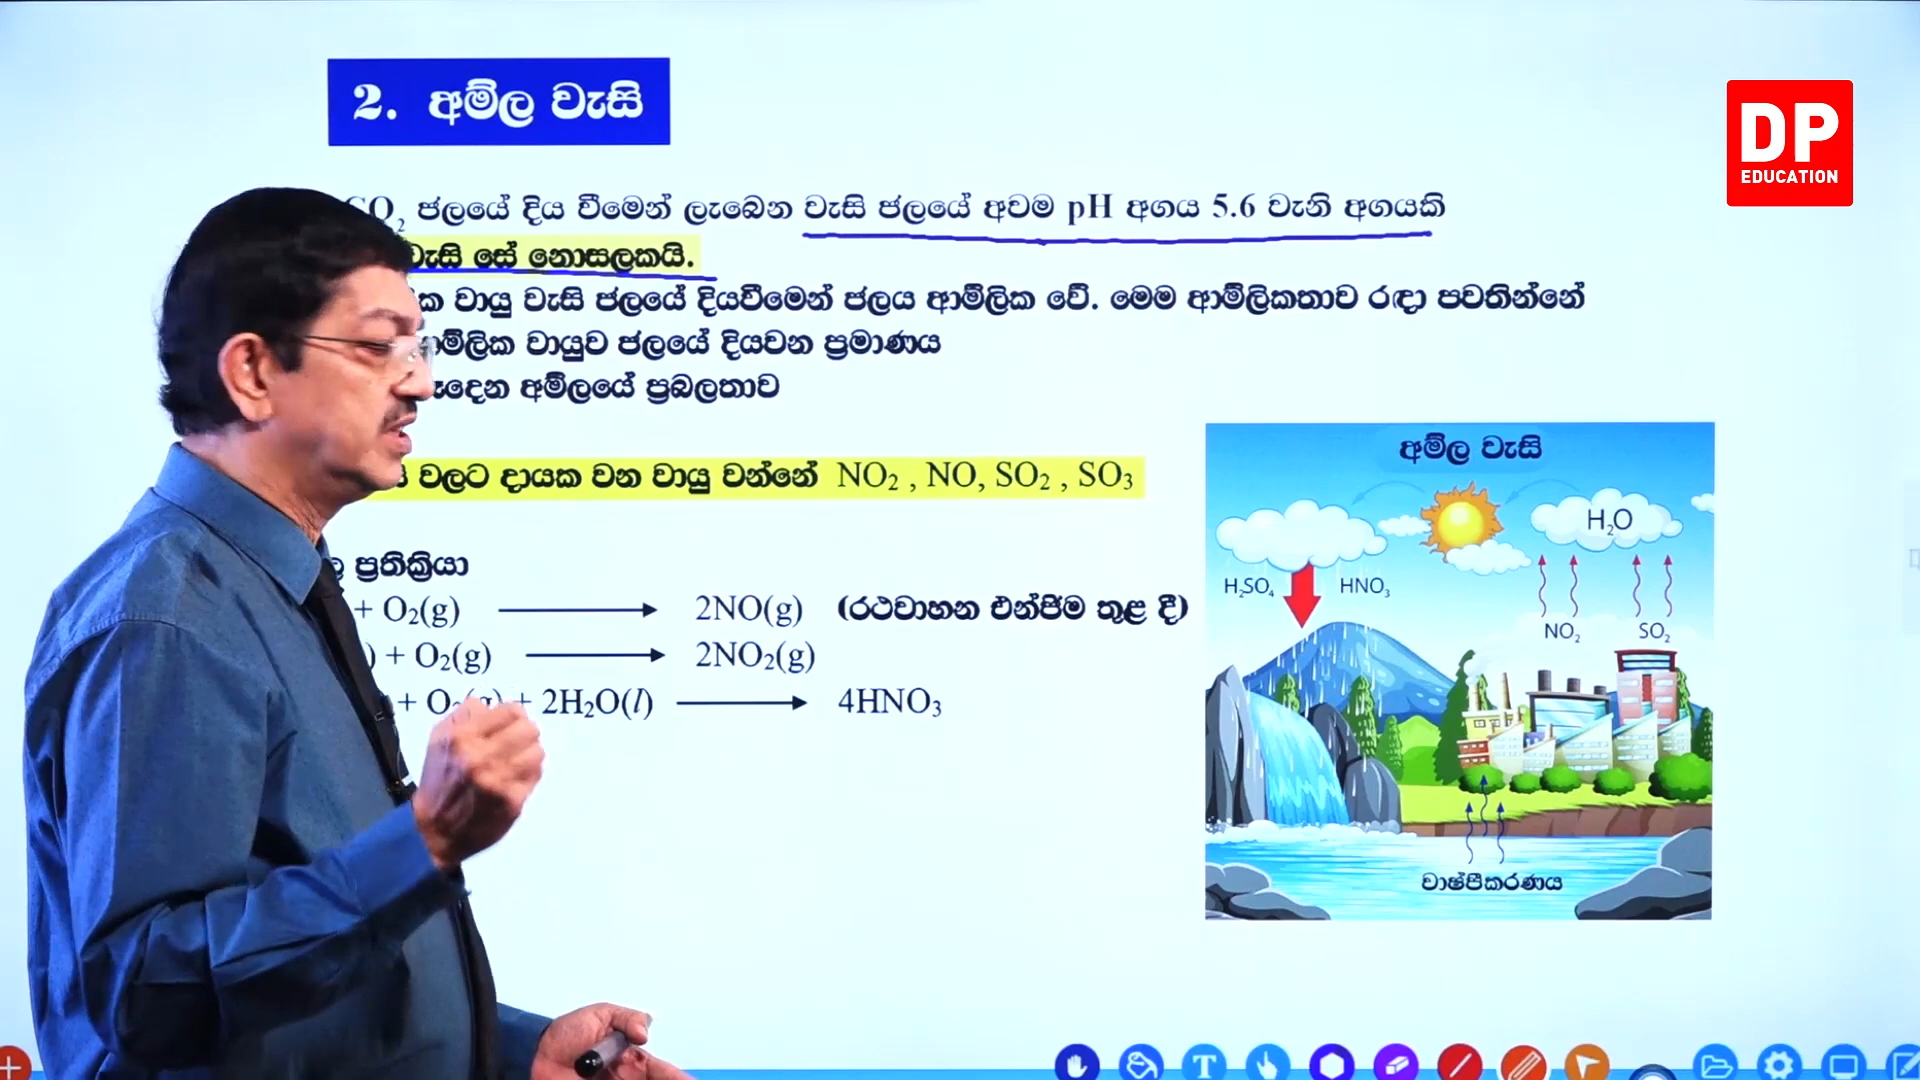 2. අම්ල වැසි
DP
EDUCATION
CO₂ ජලයේ දිය වීමෙන් ලැබෙන වැසි ජලයේ අවම pH අගය 5.6 වැනි අගයකි
වැසි සේ නොසලකයි.
වායු වැසි ජලයේ දියවීමෙන් ජලය ආම්ලික වේ. මෙම ආම්ලිකතාව රඳා පවතින්නේ
වායුව ජලයේ දියවන ප්‍රමාණය
අම්ලයේ ප්‍රබලතාව
වලට දායක වන වායු වන්නේ NO₂ , NO, SO₂ , SO₃
ප්‍රතික්‍රියා
+ O₂(g) ⟶ 2NO(g) (රථවාහන එන්ජිම තුළ දී)
+ O₂(g) ⟶ 2NO₂(g)
+ 2H₂O(l) ⟶ 4HNO₃
අම්ල වැසි
H₂O
H₂SO₄ HNO₃
NO₂ SO₂
වාෂ්පීකරණය
T